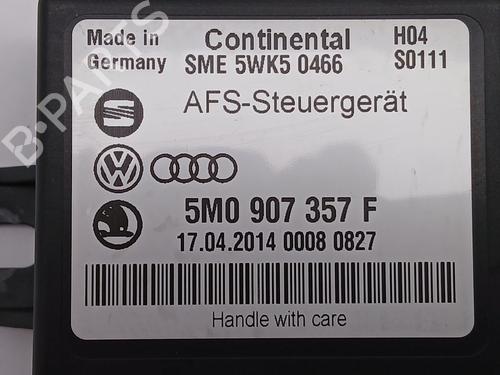 Made in Germany
Continental
SME 5WK5 0466
H04
S0111
AFS-Steuergerät
5M0 907 357 F
17.04.2014 0008 0827
Handle with care
B-PARTS